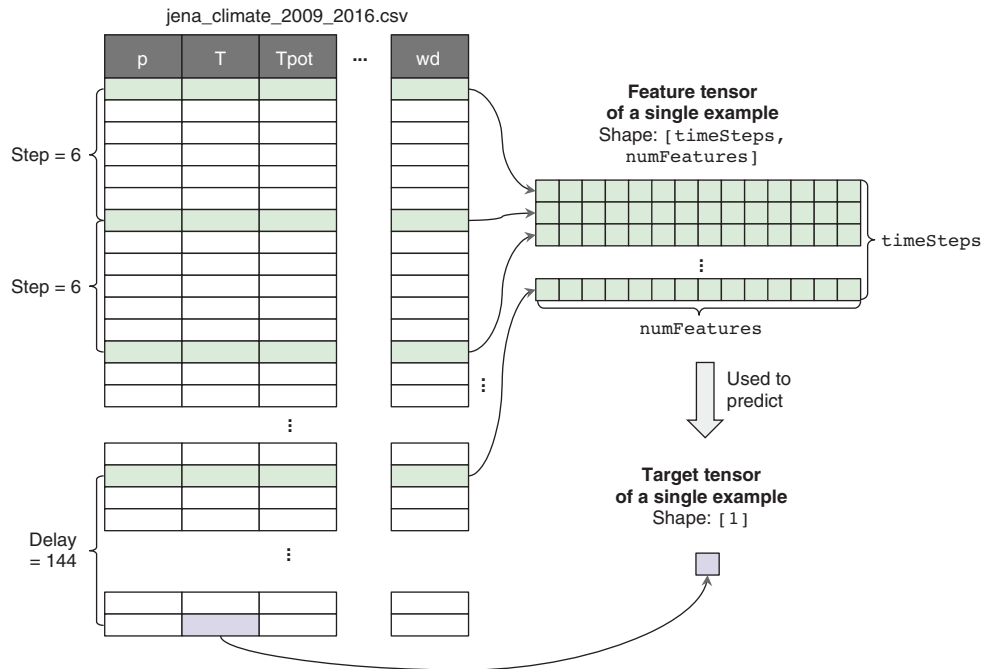 jena_climate_2009_2016.csv
p T Tpot ... wd
Step = 6
Step = 6
Delay
= 144
Feature tensor
of a single example
Shape: [timeSteps,
numFeatures]
timeSteps
numFeatures
Used to
predict
Target tensor
of a single example
Shape: [1]